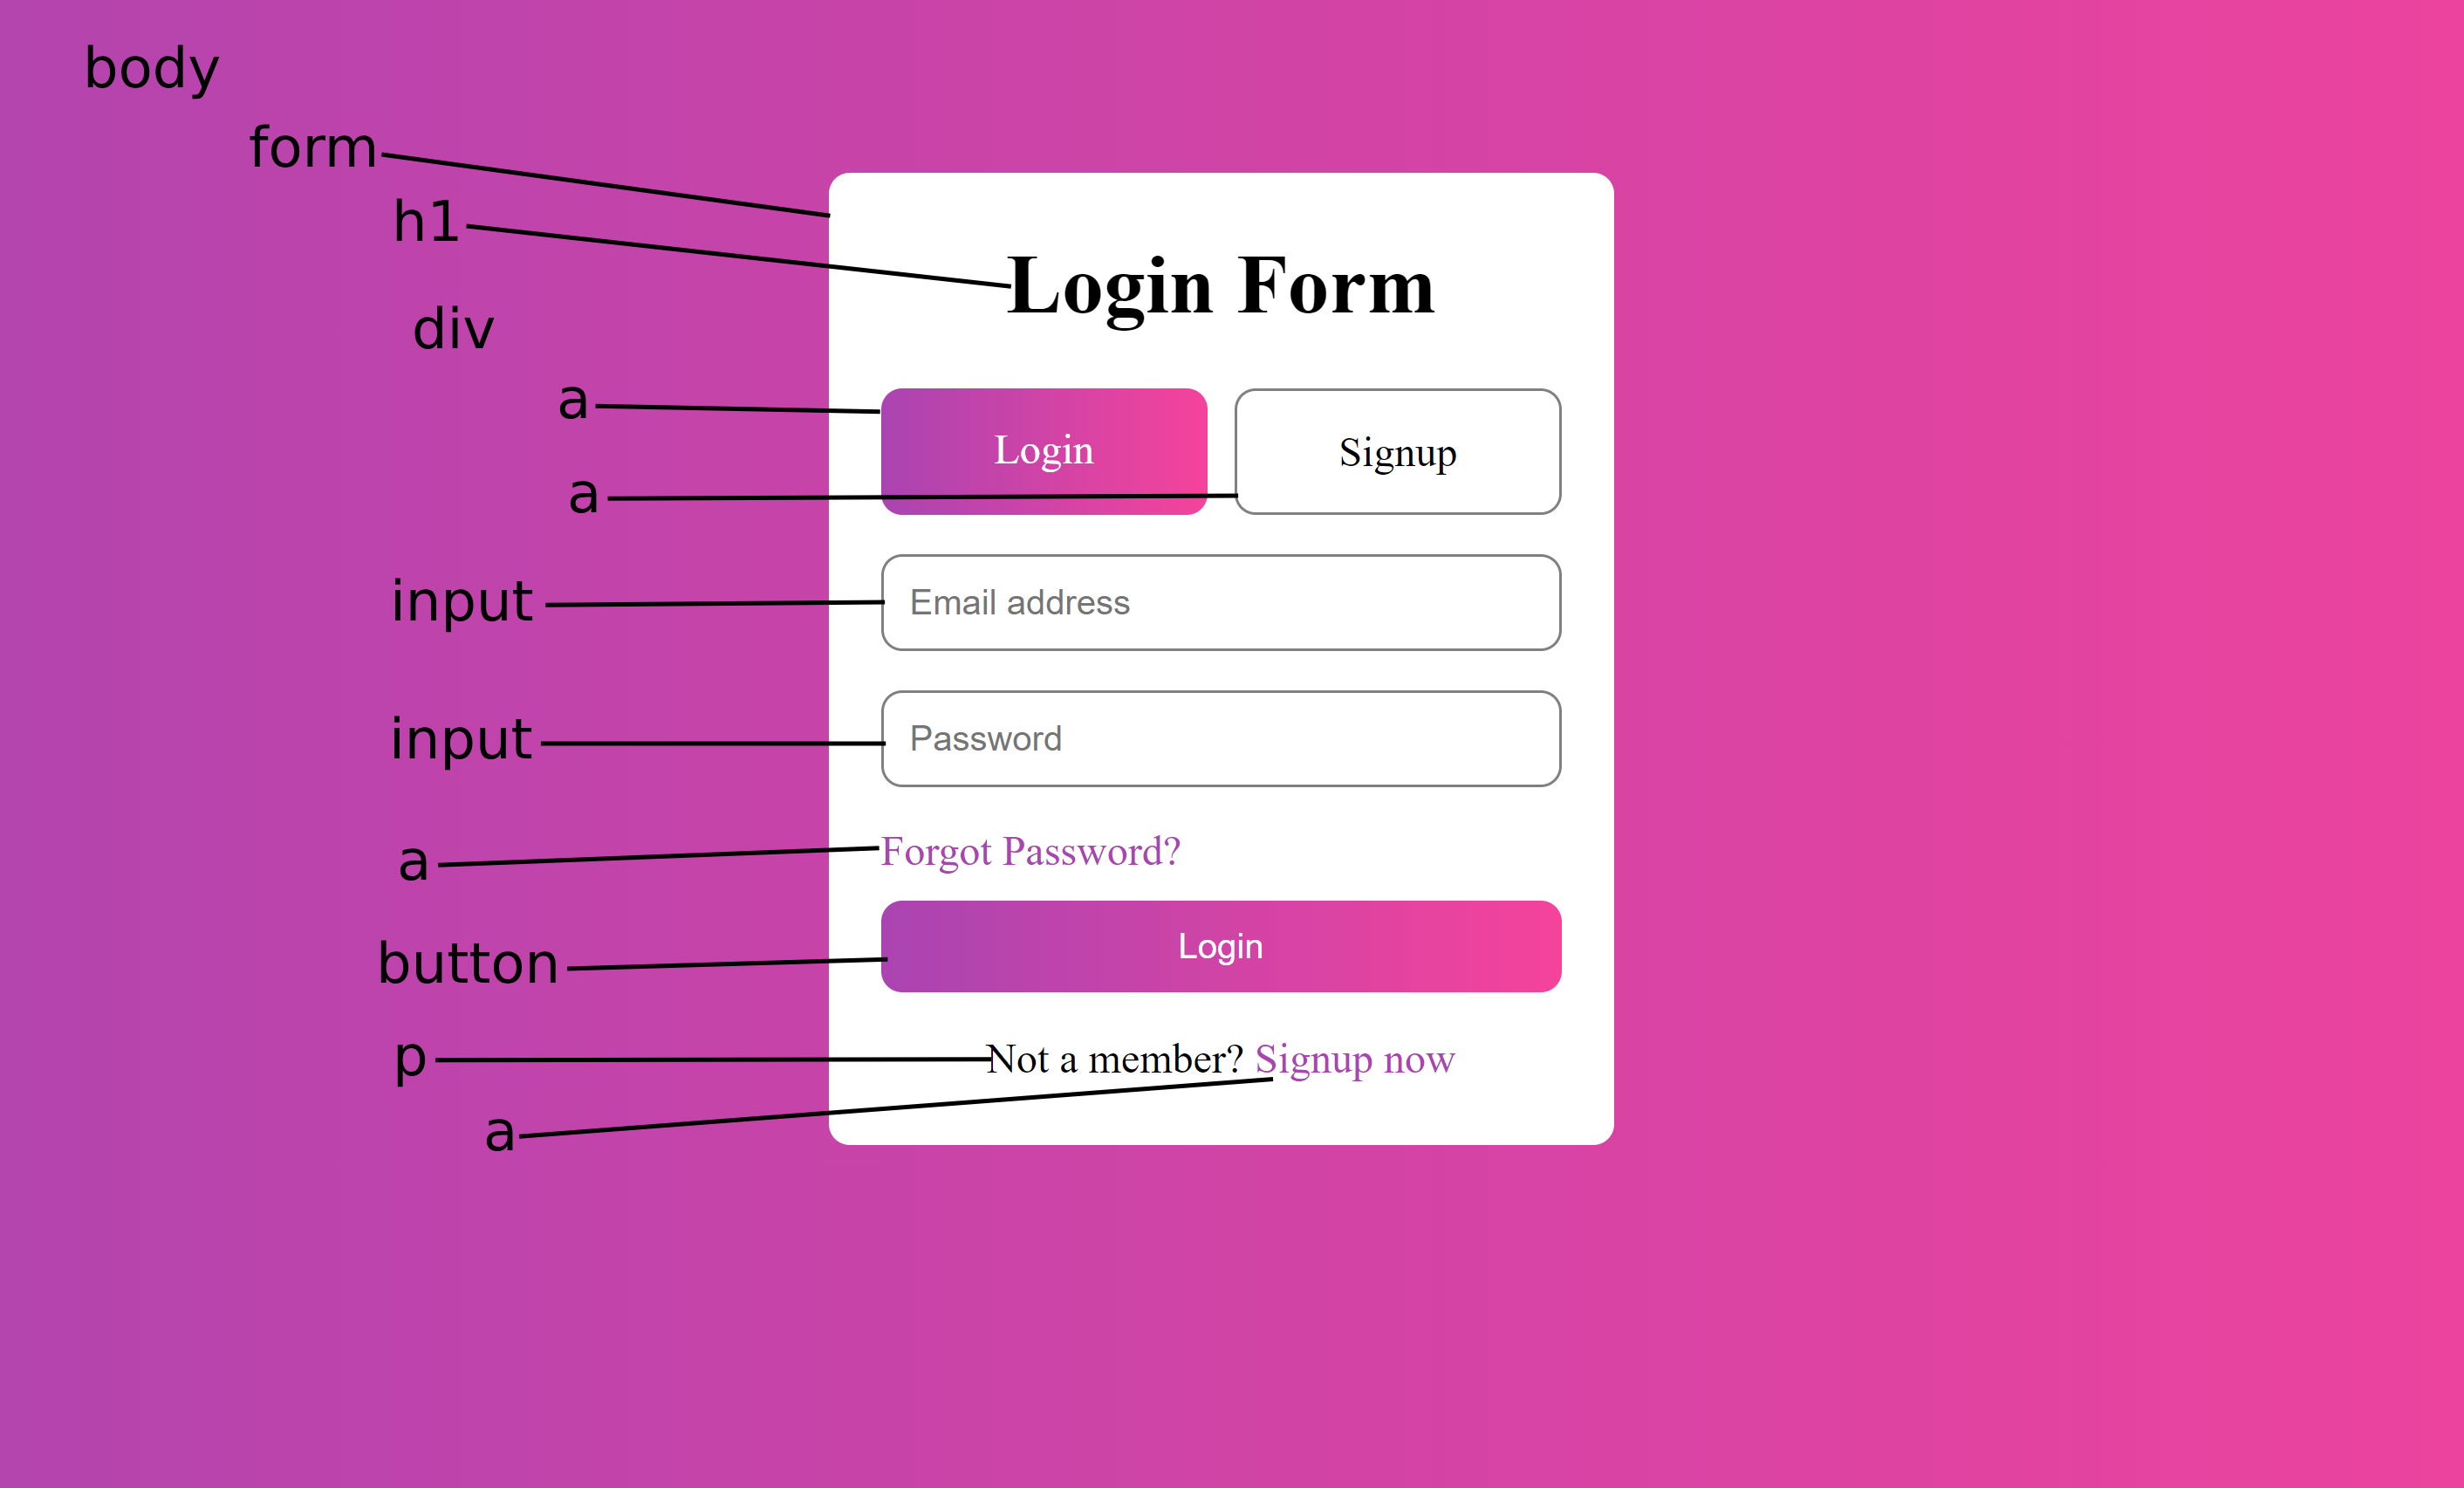 body
form
h1
Login Form
div
a
Login
Signup
a
input
Email address
input
Password
a
Forgot Password?
button
Login
p
Not a member? Signup now
a